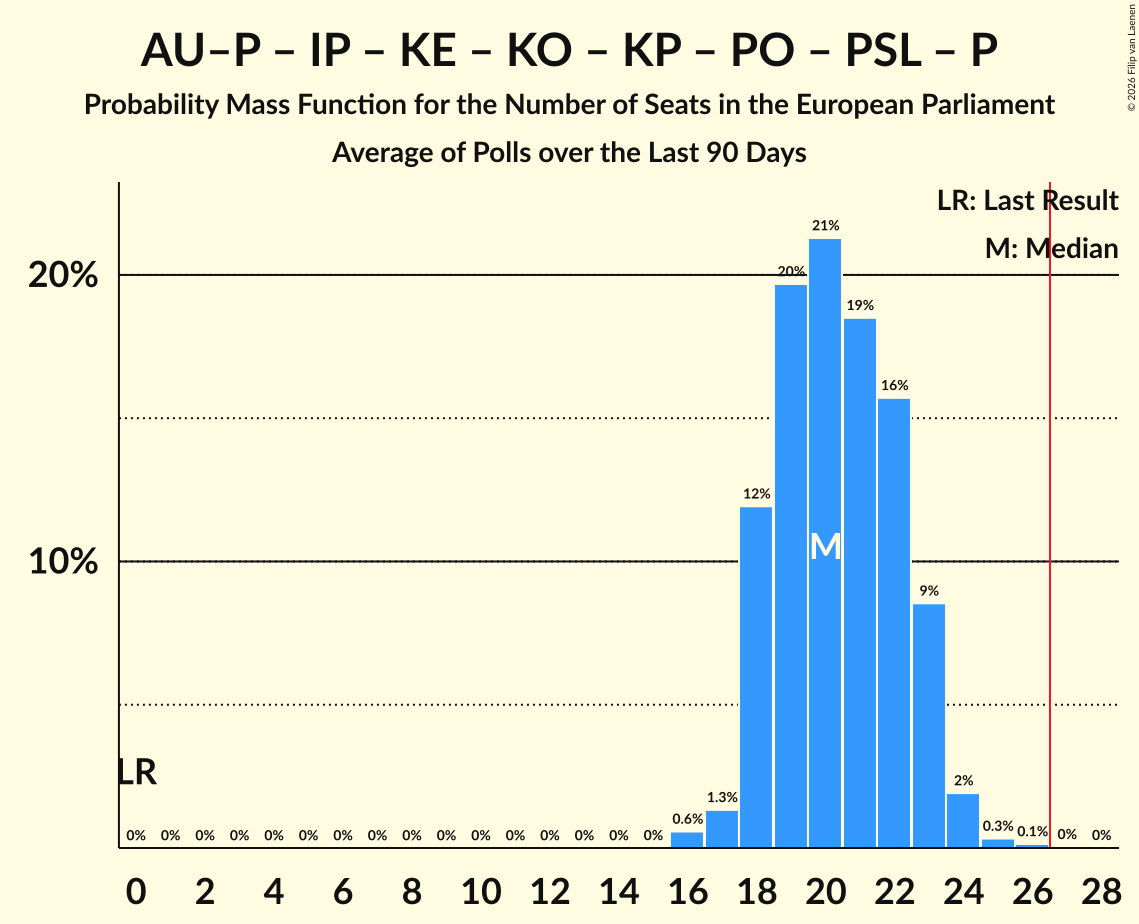 AU–P – IP – KE – KO – KP – PO – PSL – P
Probability Mass Function for the Number of Seats in the European Parliament
Average of Polls over the Last 90 Days
© 2026 Filip van Laenen
LR: Last Result
M: Median
20%
10%
21%
20%
19%
16%
12%
M
9%
LR
2%
1.3%
0.6%
0.3%
0.1%
0% 0% 0% 0% 0% 0% 0% 0% 0% 0% 0% 0% 0% 0% 0% 0% 0% 0%
0 2 4 6 8 10 12 14 16 18 20 22 24 26 28